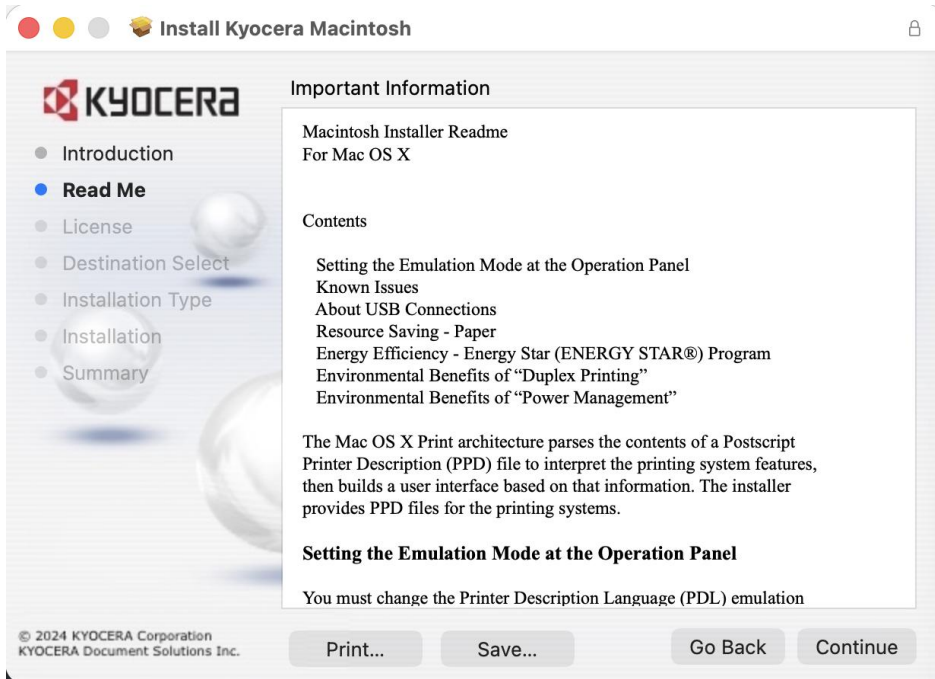 Install Kyocera Macintosh
KYOCERA
Introduction
Read Me
License
Destination Select
Installation Type
Installation
Summary
Important Information
Macintosh Installer Readme
For Mac OS X
Contents
Setting the Emulation Mode at the Operation Panel
Known Issues
About USB Connections
Resource Saving - Paper
Energy Efficiency - Energy Star (ENERGY STAR®) Program
Environmental Benefits of “Duplex Printing”
Environmental Benefits of “Power Management”
The Mac OS X Print architecture parses the contents of a Postscript
Printer Description (PPD) file to interpret the printing system features,
then builds a user interface based on that information. The installer
provides PPD files for the printing systems.
Setting the Emulation Mode at the Operation Panel
You must change the Printer Description Language (PDL) emulation
© 2024 KYOCERA Corporation
KYOCERA Document Solutions Inc.
Print...
Save...
Go Back
Continue